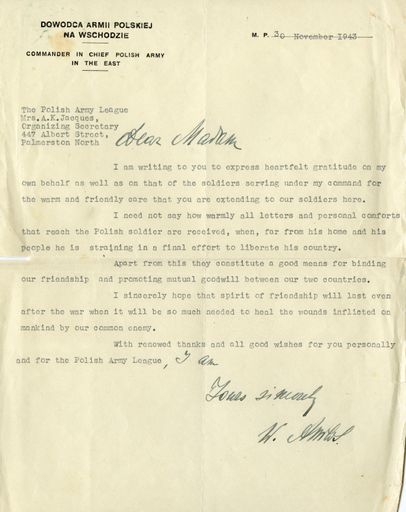 DOWODCA ARMII POLSKIEJ
NA WSCHODZIE
COMMANDER IN CHIEF POLISH ARMY
IN THE EAST
M. P. 30 November 1943
The Polish Army League
Mrs.A.K.Jacques,
Organizing Secretary
447 Albert Street,
Palmerston North
Dear Madam
I am writing to you to express heartfelt gratitude on my
own behalf as well as on that of the soldiers serving under my command for
the warm and friendly care that you are extending to our soldiers here.
I need not say how warmly all letters and personal comforts
that reach the Polish soldier are received, when, far from his home and his
people he is straining in a final effort to liberate his country.
Apart from this they constitute a good means for binding
our friendship and promoting mutual goodwill between our two countries.
I sincerely hope that spirit of friendship will last even
after the war when it will be so much needed to heal the wounds inflicted on
mankind by our common enemy.
With renewed thanks and all good wishes for you personally
and for the Polish Army League, I am
Yours sincerely
W. Anders.